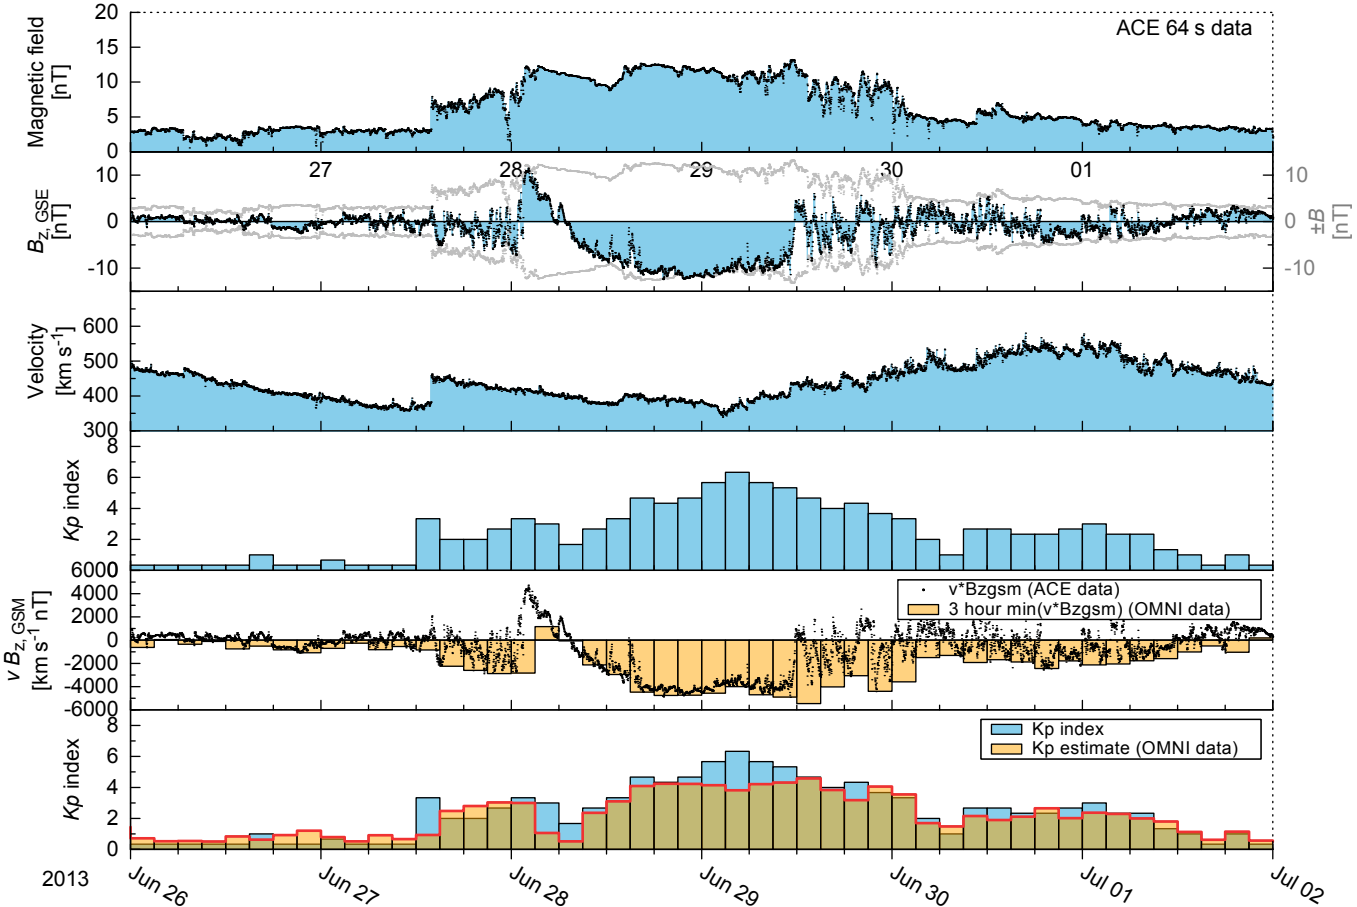 ACE 64 s data
Magnetic field
[nT]
20
15
10
5
0
27
28
29
30
01
B_z,GSE
[nT]
10
0
-10
10
0
-10
±B
[nT]
Velocity
[km s⁻¹]
600
500
400
300
Kp index
8
6
4
2
0
v B_z,GSM
[km s⁻¹ nT]
6000
4000
2000
0
-2000
-4000
-6000
v*Bzgsm (ACE data)
3 hour min(v*Bzgsm) (OMNI data)
Kp index
8
6
4
2
0
Kp index
Kp estimate (OMNI data)
2013
Jun 26
Jun 27
Jun 28
Jun 29
Jun 30
Jul 01
Jul 02